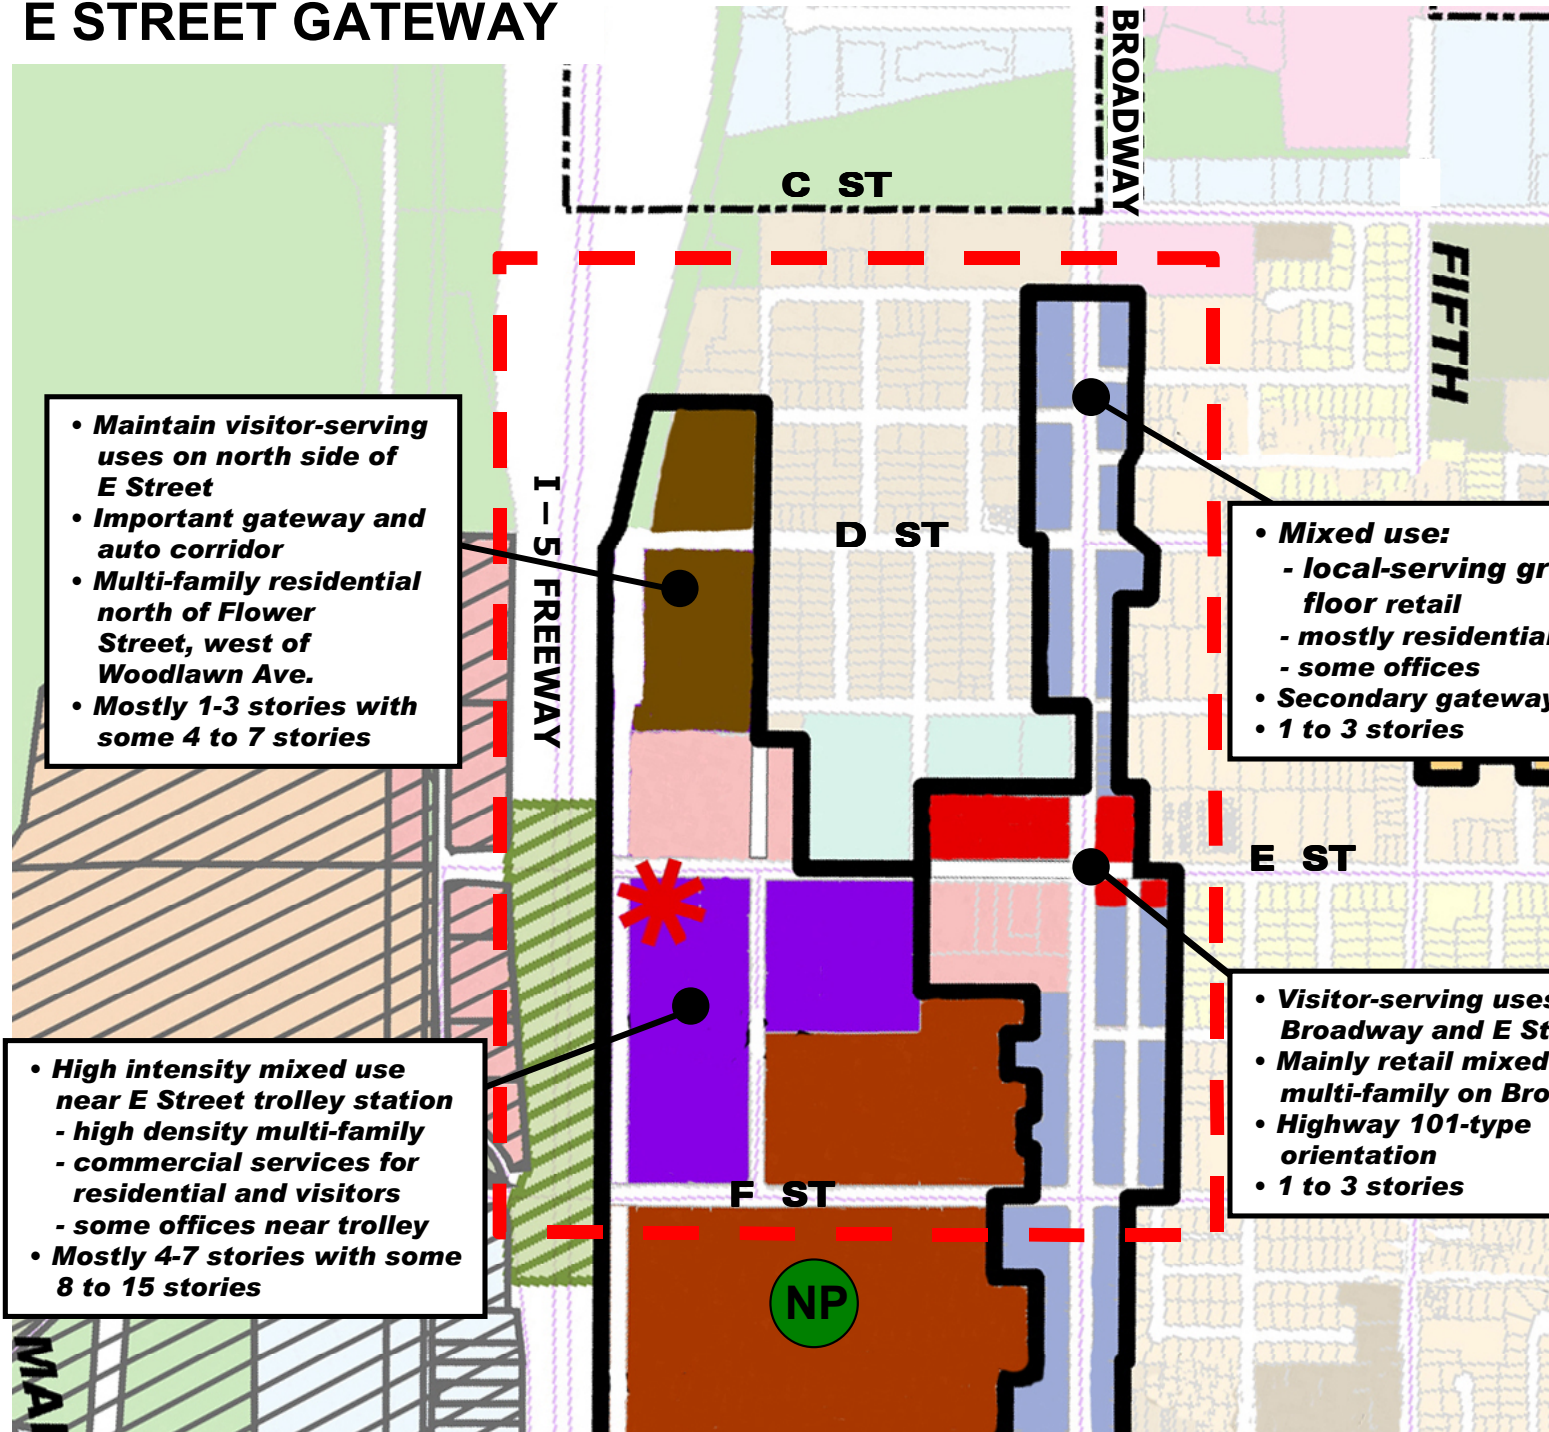 E STREET GATEWAY
BROADWAY
C ST
FIFTH
• Maintain visitor-serving
uses on north side of
E Street
• Important gateway and
auto corridor
• Multi-family residential
north of Flower
Street, west of
Woodlawn Ave.
• Mostly 1-3 stories with
some 4 to 7 stories
I – 5 FREEWAY
D ST
• Mixed use:
- local-serving gr
floor retail
- mostly residential
- some offices
• Secondary gateway
• 1 to 3 stories
E ST
• Visitor-serving uses
Broadway and E St
• Mainly retail mixed
multi-family on Bro
• Highway 101-type
orientation
• 1 to 3 stories
• High intensity mixed use
near E Street trolley station
- high density multi-family
- commercial services for
residential and visitors
- some offices near trolley
• Mostly 4-7 stories with some
8 to 15 stories
F ST
NP
MA